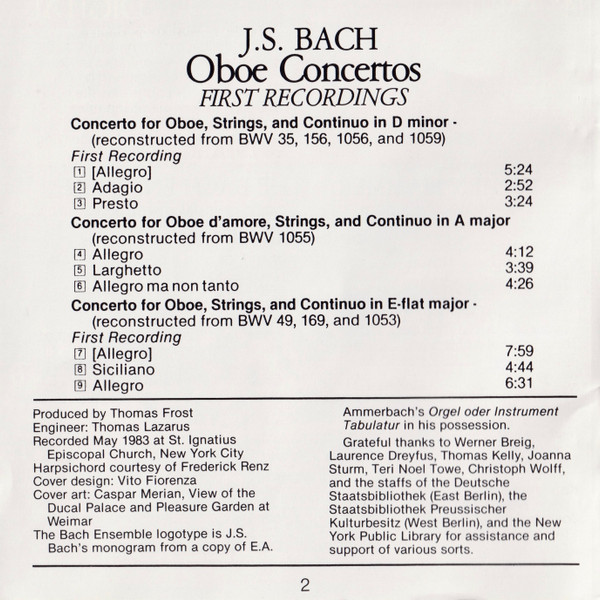 J.S. BACH
Oboe Concertos
FIRST RECORDINGS
Concerto for Oboe, Strings, and Continuo in D minor -
(reconstructed from BWV 35, 156, 1056, and 1059)
First Recording
1 [Allegro] 5:24
2 Adagio 2:52
3 Presto 3:24
Concerto for Oboe d'amore, Strings, and Continuo in A major
(reconstructed from BWV 1055)
4 Allegro 4:12
5 Larghetto 3:39
6 Allegro ma non tanto 4:26
Concerto for Oboe, Strings, and Continuo in E-flat major -
(reconstructed from BWV 49, 169, and 1053)
First Recording
7 [Allegro] 7:59
8 Siciliano 4:44
9 Allegro 6:31
Produced by Thomas Frost
Engineer: Thomas Lazarus
Recorded May 1983 at St. Ignatius
Episcopal Church, New York City
Harpsichord courtesy of Frederick Renz
Cover design: Vito Fiorenza
Cover art: Caspar Merian, View of the
Ducal Palace and Pleasure Garden at
Weimar
The Bach Ensemble logotype is J.S.
Bach's monogram from a copy of E.A.
Ammerbach's Orgel oder Instrument
Tabulatur in his possession.
Grateful thanks to Werner Breig,
Laurence Dreyfus, Thomas Kelly, Joanna
Sturm, Teri Noel Towe, Christoph Wolff,
and the staffs of the Deutsche
Staatsbibliothek (East Berlin), the
Staatsbibliothek Preussischer
Kulturbesitz (West Berlin), and the New
York Public Library for assistance and
support of various sorts.
2